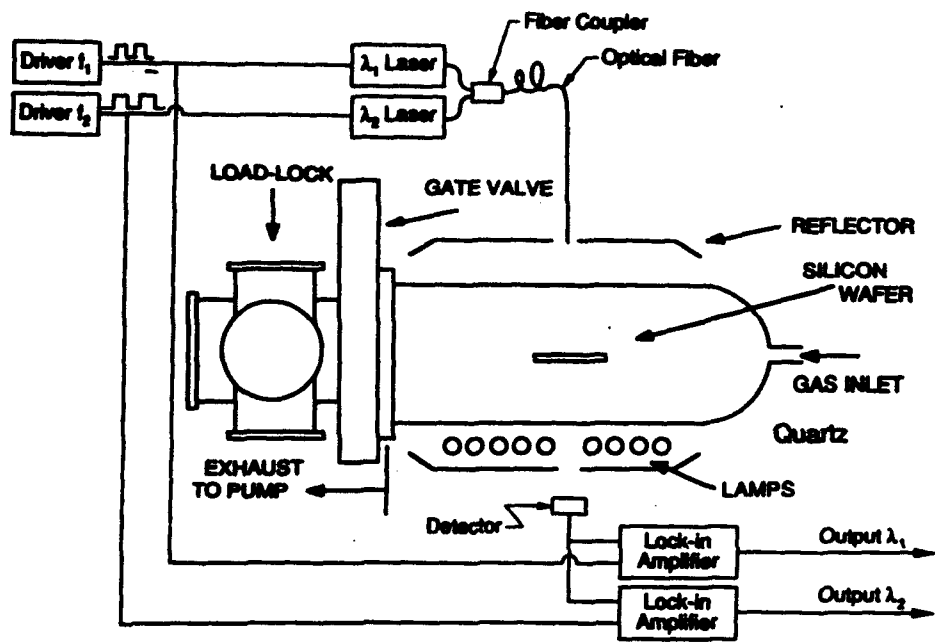 Fiber Coupler
Driver f₁
λ₁ Laser
Optical Fiber
Driver f₂
λ₂ Laser
LOAD-LOCK
GATE VALVE
REFLECTOR
SILICON
WAFER
GAS INLET
Quartz
EXHAUST
TO PUMP
LAMPS
Detector
Lock-in
Amplifier
Output λ₁
Lock-in
Amplifier
Output λ₂